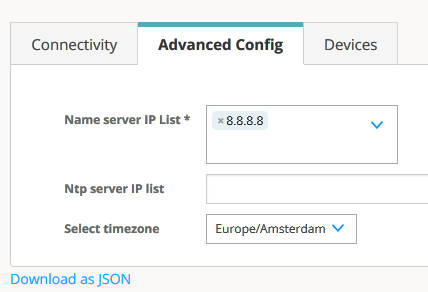 Connectivity Advanced Config Devices
Name server IP List * ×8.8.8.8
Ntp server IP list
Select timezone Europe/Amsterdam
Download as JSON